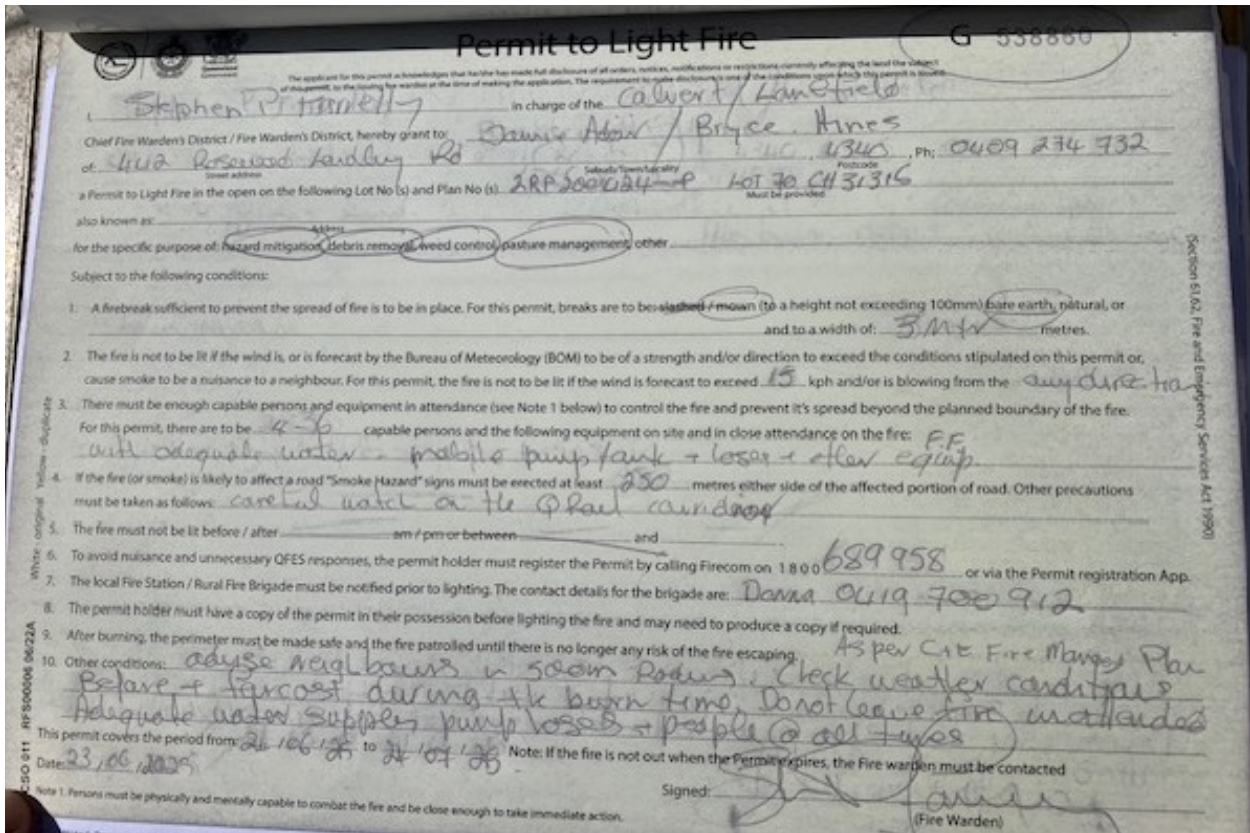 Permit to Light Fire
G 538860
The applicant for this permit acknowledges that he/she has made full disclosure of all orders, notices, notifications or restrictions currently affecting the land the subject
of this permit, to the issuing fire warden at the time of making the application. The requirement to make disclosure is one of the conditions upon which this permit is issued.
I, Stephen P in charge of the Calvert / Lanefield
Chief Fire Warden's District / Fire Warden's District, hereby grant to: Adair / Bryce Hines
of 442 Rosewood Laidley Rd 4340 Ph: 0409 274 732
Street address Suburb/Town/Locality Postcode
a Permit to Light Fire in the open on the following Lot No (s) and Plan No (s) LOT 70 CH 31315
Must be provided
also known as:
Address
for the specific purpose of: hazard mitigation, debris removal, weed control, pasture management, other
Subject to the following conditions:
1. A firebreak sufficient to prevent the spread of fire is to be in place. For this permit, breaks are to be: slashed / mown (to a height not exceeding 100mm) bare earth, natural, or
and to a width of: 3 Mtr metres.
2. The fire is not to be lit if the wind is, or is forecast by the Bureau of Meteorology (BOM) to be of a strength and/or direction to exceed the conditions stipulated on this permit or,
cause smoke to be a nuisance to a neighbour. For this permit, the fire is not to be lit if the wind is forecast to exceed 15 kph and/or is blowing from the any direction
3. There must be enough capable persons and equipment in attendance (see Note 1 below) to control the fire and prevent it's spread beyond the planned boundary of the fire.
For this permit, there are to be 4-6 capable persons and the following equipment on site and in close attendance on the fire: F.F.
with adequate water - mobile pump/tank + hoses + other equip.
4. If the fire (or smoke) is likely to affect a road "Smoke Hazard" signs must be erected at least 250 metres either side of the affected portion of road. Other precautions
must be taken as follows: careful watch on the QRail
5. The fire must not be lit before / after am / pm or between and
6. To avoid nuisance and unnecessary QFES responses, the permit holder must register the Permit by calling Firecom on 1 8 0 0 689 958 or via the Permit registration App.
7. The local Fire Station / Rural Fire Brigade must be notified prior to lighting. The contact details for the brigade are: Donna 0419 700 912
8. The permit holder must have a copy of the permit in their possession before lighting the fire and may need to produce a copy if required.
9. After burning, the perimeter must be made safe and the fire patrolled until there is no longer any risk of the fire escaping.
As per Fire Plan
10. Other conditions: advise neighbours in 500m Radius. Check weather conditions
Before + forcast during the burn time. Do not leave fire unattended
Adequate water supplies, pump hoses + people @ all times
This permit covers the period from: 24/06/25 to 24/07/25 Note: If the fire is not out when the Permit expires, the Fire warden must be contacted
Date: 23/06/2025
Signed:
(Fire Warden)
Note 1. Persons must be physically and mentally capable to combat the fire and be close enough to take immediate action.
CSO 011 RFS00006 06/22A
White - original Yellow - duplicate
(Section 61.62, Fire and Emergency Services Act 1990)